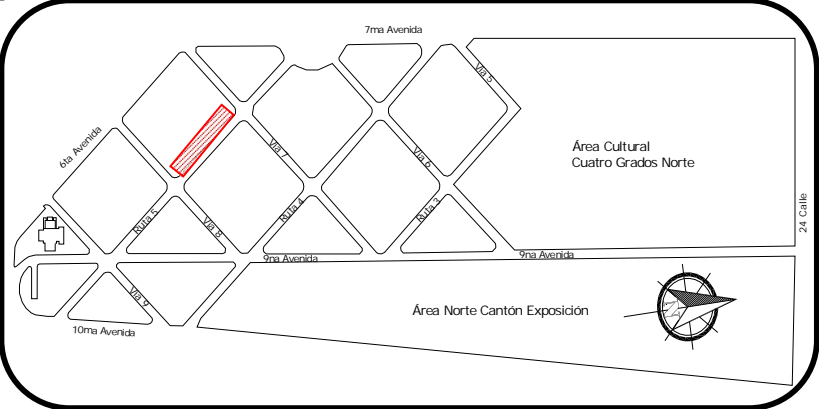 7ma Avenida
Vía 5
6ta Avenida
Vía 7
Vía 6
Área Cultural
Cuatro Grados Norte
24 Calle
Ruta 5
Vía 8
Ruta 4
Ruta 3
9na Avenida
9na Avenida
Vía 9
10ma Avenida
Área Norte Cantón Exposición
N